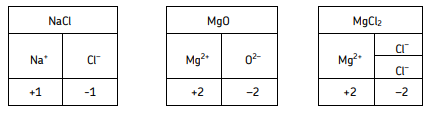 NaCl
Na⁺ Cl⁻
+1 -1
MgO
Mg²⁺ O²⁻
+2 −2
MgCl₂
Mg²⁺ Cl⁻
Cl⁻
+2 −2